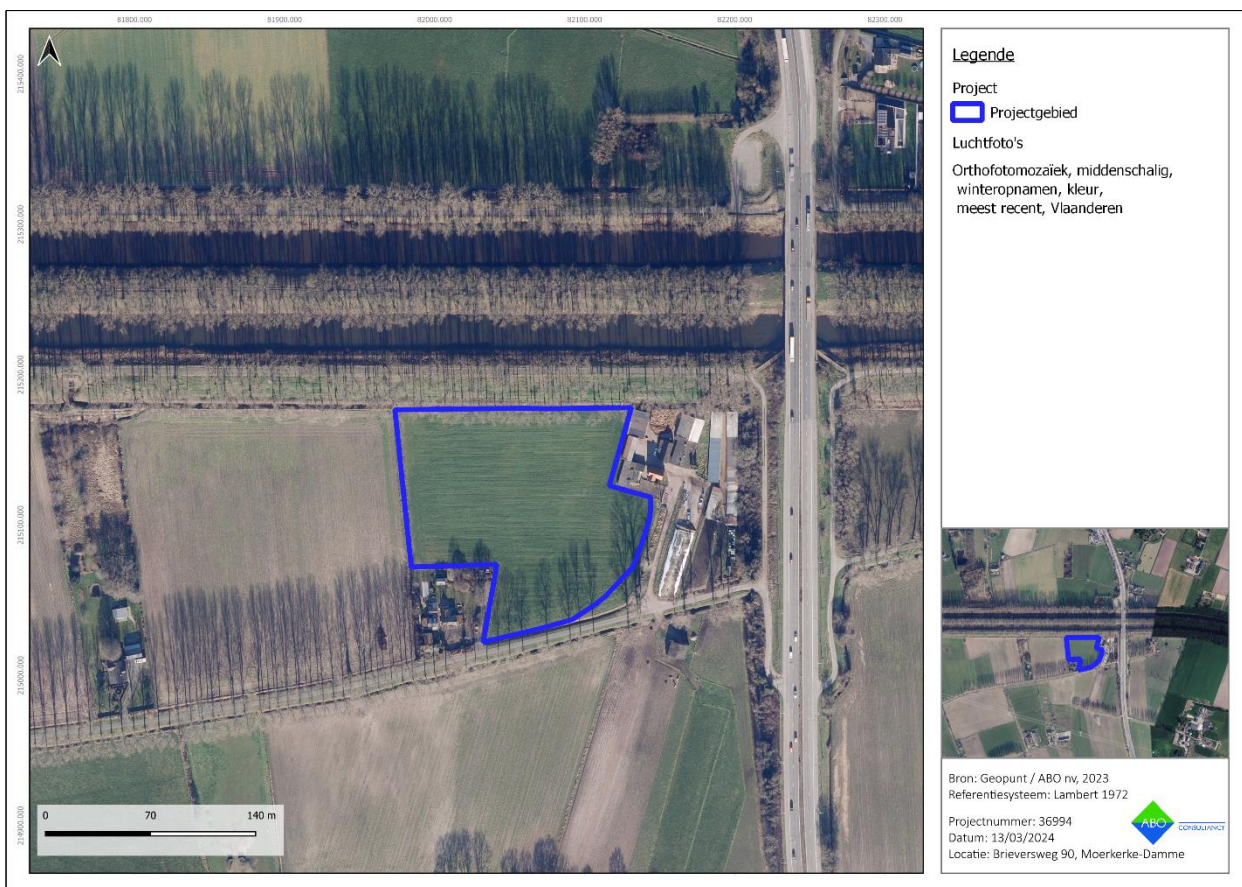 81800.000 81900.000 82000.000 82100.000 82200.000 82300.000
215400.000
215300.000
215200.000
215100.000
215000.000
214900.000
0 70 140 m
Legende
Project
Projectgebied
Luchtfoto's
Orthofotomozaïek, middenschalig,
winteropnamen, kleur,
meest recent, Vlaanderen
Bron: Geopunt / ABO nv, 2023
Referentiesysteem: Lambert 1972
Projectnummer: 36994
Datum: 13/03/2024
Locatie: Brieversweg 90, Moerkerke-Damme
ABO
CONSULTANCY